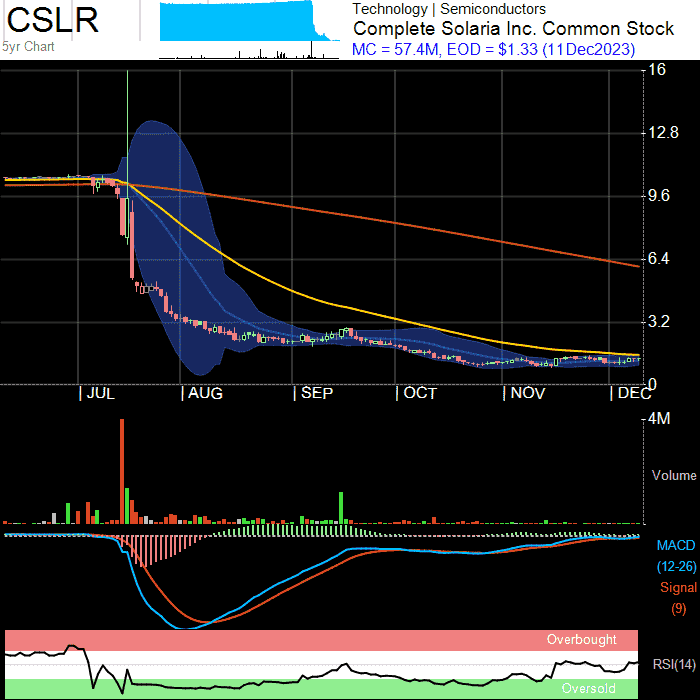 CSLR
5yr Chart
Technology | Semiconductors
Complete Solaria Inc. Common Stock
MC = 57.4M, EOD = $1.33 (11Dec2023)
16
12.8
9.6
6.4
3.2
0
| JUL | AUG | SEP | OCT | NOV | DEC
4M
Volume
MACD
(12-26)
Signal
(9)
Overbought
RSI(14)
Oversold